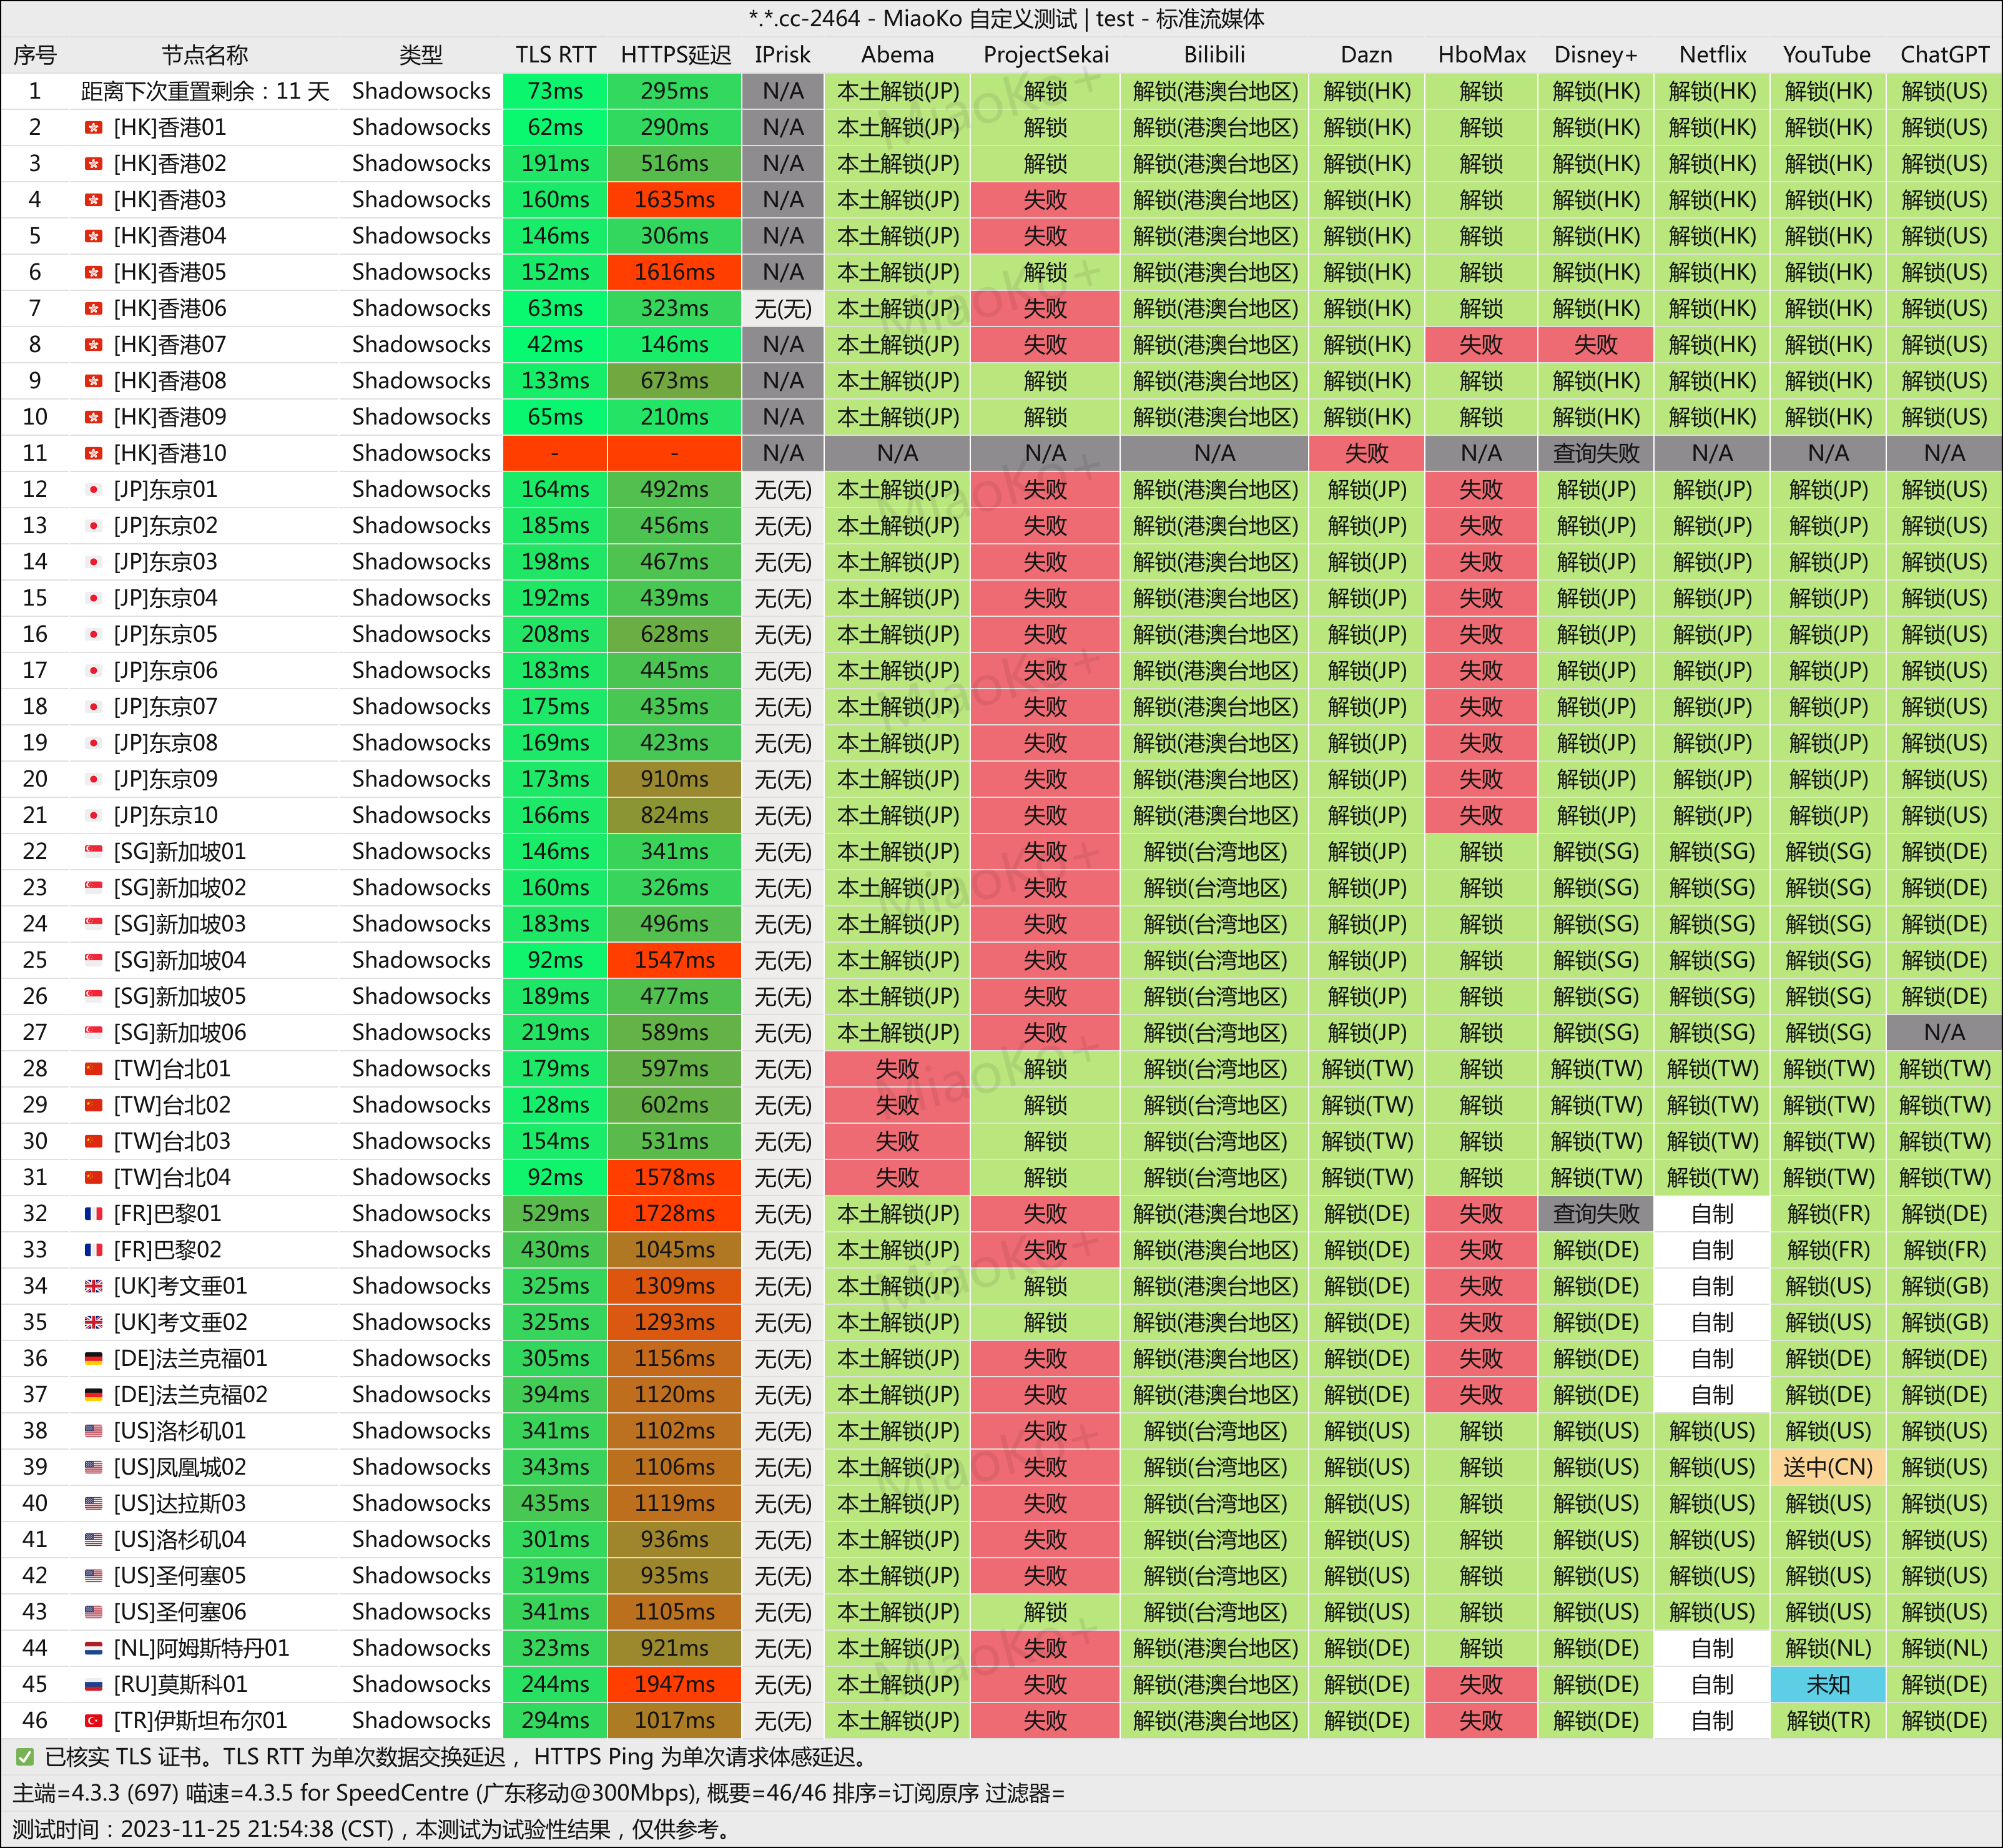 *.*.cc-2464 - MiaoKo 自定义测试 | test - 标准流媒体
序号 节点名称 类型 TLS RTT HTTPS延迟 IPrisk Abema ProjectSekai Bilibili Dazn HboMax Disney+ Netflix YouTube ChatGPT
1 距离下次重置剩余：11 天 Shadowsocks 73ms 295ms N/A 本土解锁(JP) 解锁 解锁(港澳台地区) 解锁(HK) 解锁 解锁(HK) 解锁(HK) 解锁(HK) 解锁(US)
2 [HK]香港01 Shadowsocks 62ms 290ms N/A 本土解锁(JP) 解锁 解锁(港澳台地区) 解锁(HK) 解锁 解锁(HK) 解锁(HK) 解锁(HK) 解锁(US)
3 [HK]香港02 Shadowsocks 191ms 516ms N/A 本土解锁(JP) 解锁 解锁(港澳台地区) 解锁(HK) 解锁 解锁(HK) 解锁(HK) 解锁(HK) 解锁(US)
4 [HK]香港03 Shadowsocks 160ms 1635ms N/A 本土解锁(JP) 失败 解锁(港澳台地区) 解锁(HK) 解锁 解锁(HK) 解锁(HK) 解锁(HK) 解锁(US)
5 [HK]香港04 Shadowsocks 146ms 306ms N/A 本土解锁(JP) 失败 解锁(港澳台地区) 解锁(HK) 解锁 解锁(HK) 解锁(HK) 解锁(HK) 解锁(US)
6 [HK]香港05 Shadowsocks 152ms 1616ms N/A 本土解锁(JP) 解锁 解锁(港澳台地区) 解锁(HK) 解锁 解锁(HK) 解锁(HK) 解锁(HK) 解锁(US)
7 [HK]香港06 Shadowsocks 63ms 323ms 无(无) 本土解锁(JP) 失败 解锁(港澳台地区) 解锁(HK) 解锁 解锁(HK) 解锁(HK) 解锁(HK) 解锁(US)
8 [HK]香港07 Shadowsocks 42ms 146ms N/A 本土解锁(JP) 失败 解锁(港澳台地区) 解锁(HK) 失败 失败 解锁(HK) 解锁(HK) 解锁(US)
9 [HK]香港08 Shadowsocks 133ms 673ms N/A 本土解锁(JP) 解锁 解锁(港澳台地区) 解锁(HK) 解锁 解锁(HK) 解锁(HK) 解锁(HK) 解锁(US)
10 [HK]香港09 Shadowsocks 65ms 210ms N/A 本土解锁(JP) 解锁 解锁(港澳台地区) 解锁(HK) 解锁 解锁(HK) 解锁(HK) 解锁(HK) 解锁(US)
11 [HK]香港10 Shadowsocks - - N/A N/A N/A N/A 失败 N/A 查询失败 N/A N/A N/A
12 [JP]东京01 Shadowsocks 164ms 492ms 无(无) 本土解锁(JP) 失败 解锁(港澳台地区) 解锁(JP) 失败 解锁(JP) 解锁(JP) 解锁(JP) 解锁(US)
13 [JP]东京02 Shadowsocks 185ms 456ms 无(无) 本土解锁(JP) 失败 解锁(港澳台地区) 解锁(JP) 失败 解锁(JP) 解锁(JP) 解锁(JP) 解锁(US)
14 [JP]东京03 Shadowsocks 198ms 467ms 无(无) 本土解锁(JP) 失败 解锁(港澳台地区) 解锁(JP) 失败 解锁(JP) 解锁(JP) 解锁(JP) 解锁(US)
15 [JP]东京04 Shadowsocks 192ms 439ms 无(无) 本土解锁(JP) 失败 解锁(港澳台地区) 解锁(JP) 失败 解锁(JP) 解锁(JP) 解锁(JP) 解锁(US)
16 [JP]东京05 Shadowsocks 208ms 628ms 无(无) 本土解锁(JP) 失败 解锁(港澳台地区) 解锁(JP) 失败 解锁(JP) 解锁(JP) 解锁(JP) 解锁(US)
17 [JP]东京06 Shadowsocks 183ms 445ms 无(无) 本土解锁(JP) 失败 解锁(港澳台地区) 解锁(JP) 失败 解锁(JP) 解锁(JP) 解锁(JP) 解锁(US)
18 [JP]东京07 Shadowsocks 175ms 435ms 无(无) 本土解锁(JP) 失败 解锁(港澳台地区) 解锁(JP) 失败 解锁(JP) 解锁(JP) 解锁(JP) 解锁(US)
19 [JP]东京08 Shadowsocks 169ms 423ms 无(无) 本土解锁(JP) 失败 解锁(港澳台地区) 解锁(JP) 失败 解锁(JP) 解锁(JP) 解锁(JP) 解锁(US)
20 [JP]东京09 Shadowsocks 173ms 910ms 无(无) 本土解锁(JP) 失败 解锁(港澳台地区) 解锁(JP) 失败 解锁(JP) 解锁(JP) 解锁(JP) 解锁(US)
21 [JP]东京10 Shadowsocks 166ms 824ms 无(无) 本土解锁(JP) 失败 解锁(港澳台地区) 解锁(JP) 失败 解锁(JP) 解锁(JP) 解锁(JP) 解锁(US)
22 [SG]新加坡01 Shadowsocks 146ms 341ms 无(无) 本土解锁(JP) 失败 解锁(台湾地区) 解锁(JP) 解锁 解锁(SG) 解锁(SG) 解锁(SG) 解锁(DE)
23 [SG]新加坡02 Shadowsocks 160ms 326ms 无(无) 本土解锁(JP) 失败 解锁(台湾地区) 解锁(JP) 解锁 解锁(SG) 解锁(SG) 解锁(SG) 解锁(DE)
24 [SG]新加坡03 Shadowsocks 183ms 496ms 无(无) 本土解锁(JP) 失败 解锁(台湾地区) 解锁(JP) 解锁 解锁(SG) 解锁(SG) 解锁(SG) 解锁(DE)
25 [SG]新加坡04 Shadowsocks 92ms 1547ms 无(无) 本土解锁(JP) 失败 解锁(台湾地区) 解锁(JP) 解锁 解锁(SG) 解锁(SG) 解锁(SG) 解锁(DE)
26 [SG]新加坡05 Shadowsocks 189ms 477ms 无(无) 本土解锁(JP) 失败 解锁(台湾地区) 解锁(JP) 解锁 解锁(SG) 解锁(SG) 解锁(SG) 解锁(DE)
27 [SG]新加坡06 Shadowsocks 219ms 589ms 无(无) 本土解锁(JP) 失败 解锁(台湾地区) 解锁(JP) 解锁 解锁(SG) 解锁(SG) 解锁(SG) N/A
28 [TW]台北01 Shadowsocks 179ms 597ms 无(无) 失败 解锁 解锁(台湾地区) 解锁(TW) 解锁 解锁(TW) 解锁(TW) 解锁(TW) 解锁(TW)
29 [TW]台北02 Shadowsocks 128ms 602ms 无(无) 失败 解锁 解锁(台湾地区) 解锁(TW) 解锁 解锁(TW) 解锁(TW) 解锁(TW) 解锁(TW)
30 [TW]台北03 Shadowsocks 154ms 531ms 无(无) 失败 解锁 解锁(台湾地区) 解锁(TW) 解锁 解锁(TW) 解锁(TW) 解锁(TW) 解锁(TW)
31 [TW]台北04 Shadowsocks 92ms 1578ms 无(无) 失败 解锁 解锁(台湾地区) 解锁(TW) 解锁 解锁(TW) 解锁(TW) 解锁(TW) 解锁(TW)
32 [FR]巴黎01 Shadowsocks 529ms 1728ms 无(无) 本土解锁(JP) 失败 解锁(港澳台地区) 解锁(DE) 失败 查询失败 自制 解锁(FR) 解锁(DE)
33 [FR]巴黎02 Shadowsocks 430ms 1045ms 无(无) 本土解锁(JP) 失败 解锁(港澳台地区) 解锁(DE) 失败 解锁(DE) 自制 解锁(FR) 解锁(FR)
34 [UK]考文垂01 Shadowsocks 325ms 1309ms 无(无) 本土解锁(JP) 解锁 解锁(港澳台地区) 解锁(DE) 失败 解锁(DE) 自制 解锁(US) 解锁(GB)
35 [UK]考文垂02 Shadowsocks 325ms 1293ms 无(无) 本土解锁(JP) 解锁 解锁(港澳台地区) 解锁(DE) 失败 解锁(DE) 自制 解锁(US) 解锁(GB)
36 [DE]法兰克福01 Shadowsocks 305ms 1156ms 无(无) 本土解锁(JP) 失败 解锁(港澳台地区) 解锁(DE) 失败 解锁(DE) 自制 解锁(DE) 解锁(DE)
37 [DE]法兰克福02 Shadowsocks 394ms 1120ms 无(无) 本土解锁(JP) 失败 解锁(港澳台地区) 解锁(DE) 失败 解锁(DE) 自制 解锁(DE) 解锁(DE)
38 [US]洛杉矶01 Shadowsocks 341ms 1102ms 无(无) 本土解锁(JP) 失败 解锁(台湾地区) 解锁(US) 解锁 解锁(US) 解锁(US) 解锁(US) 解锁(US)
39 [US]凤凰城02 Shadowsocks 343ms 1106ms 无(无) 本土解锁(JP) 失败 解锁(台湾地区) 解锁(US) 解锁 解锁(US) 解锁(US) 送中(CN) 解锁(US)
40 [US]达拉斯03 Shadowsocks 435ms 1119ms 无(无) 本土解锁(JP) 失败 解锁(台湾地区) 解锁(US) 解锁 解锁(US) 解锁(US) 解锁(US) 解锁(US)
41 [US]洛杉矶04 Shadowsocks 301ms 936ms 无(无) 本土解锁(JP) 失败 解锁(台湾地区) 解锁(US) 解锁 解锁(US) 解锁(US) 解锁(US) 解锁(US)
42 [US]圣何塞05 Shadowsocks 319ms 935ms 无(无) 本土解锁(JP) 失败 解锁(台湾地区) 解锁(US) 解锁 解锁(US) 解锁(US) 解锁(US) 解锁(US)
43 [US]圣何塞06 Shadowsocks 341ms 1105ms 无(无) 本土解锁(JP) 解锁 解锁(台湾地区) 解锁(US) 解锁 解锁(US) 解锁(US) 解锁(US) 解锁(US)
44 [NL]阿姆斯特丹01 Shadowsocks 323ms 921ms 无(无) 本土解锁(JP) 失败 解锁(港澳台地区) 解锁(DE) 解锁 解锁(DE) 自制 解锁(NL) 解锁(NL)
45 [RU]莫斯科01 Shadowsocks 244ms 1947ms 无(无) 本土解锁(JP) 失败 解锁(港澳台地区) 解锁(DE) 失败 解锁(DE) 自制 未知 解锁(DE)
46 [TR]伊斯坦布尔01 Shadowsocks 294ms 1017ms 无(无) 本土解锁(JP) 失败 解锁(港澳台地区) 解锁(DE) 失败 解锁(DE) 自制 解锁(TR) 解锁(DE)
✅ 已核实 TLS 证书。TLS RTT 为单次数据交换延迟， HTTPS Ping 为单次请求体感延迟。
主端=4.3.3 (697) 喵速=4.3.5 for SpeedCentre (广东移动@300Mbps), 概要=46/46 排序=订阅原序 过滤器=
测试时间：2023-11-25 21:54:38 (CST)，本测试为试验性结果，仅供参考。